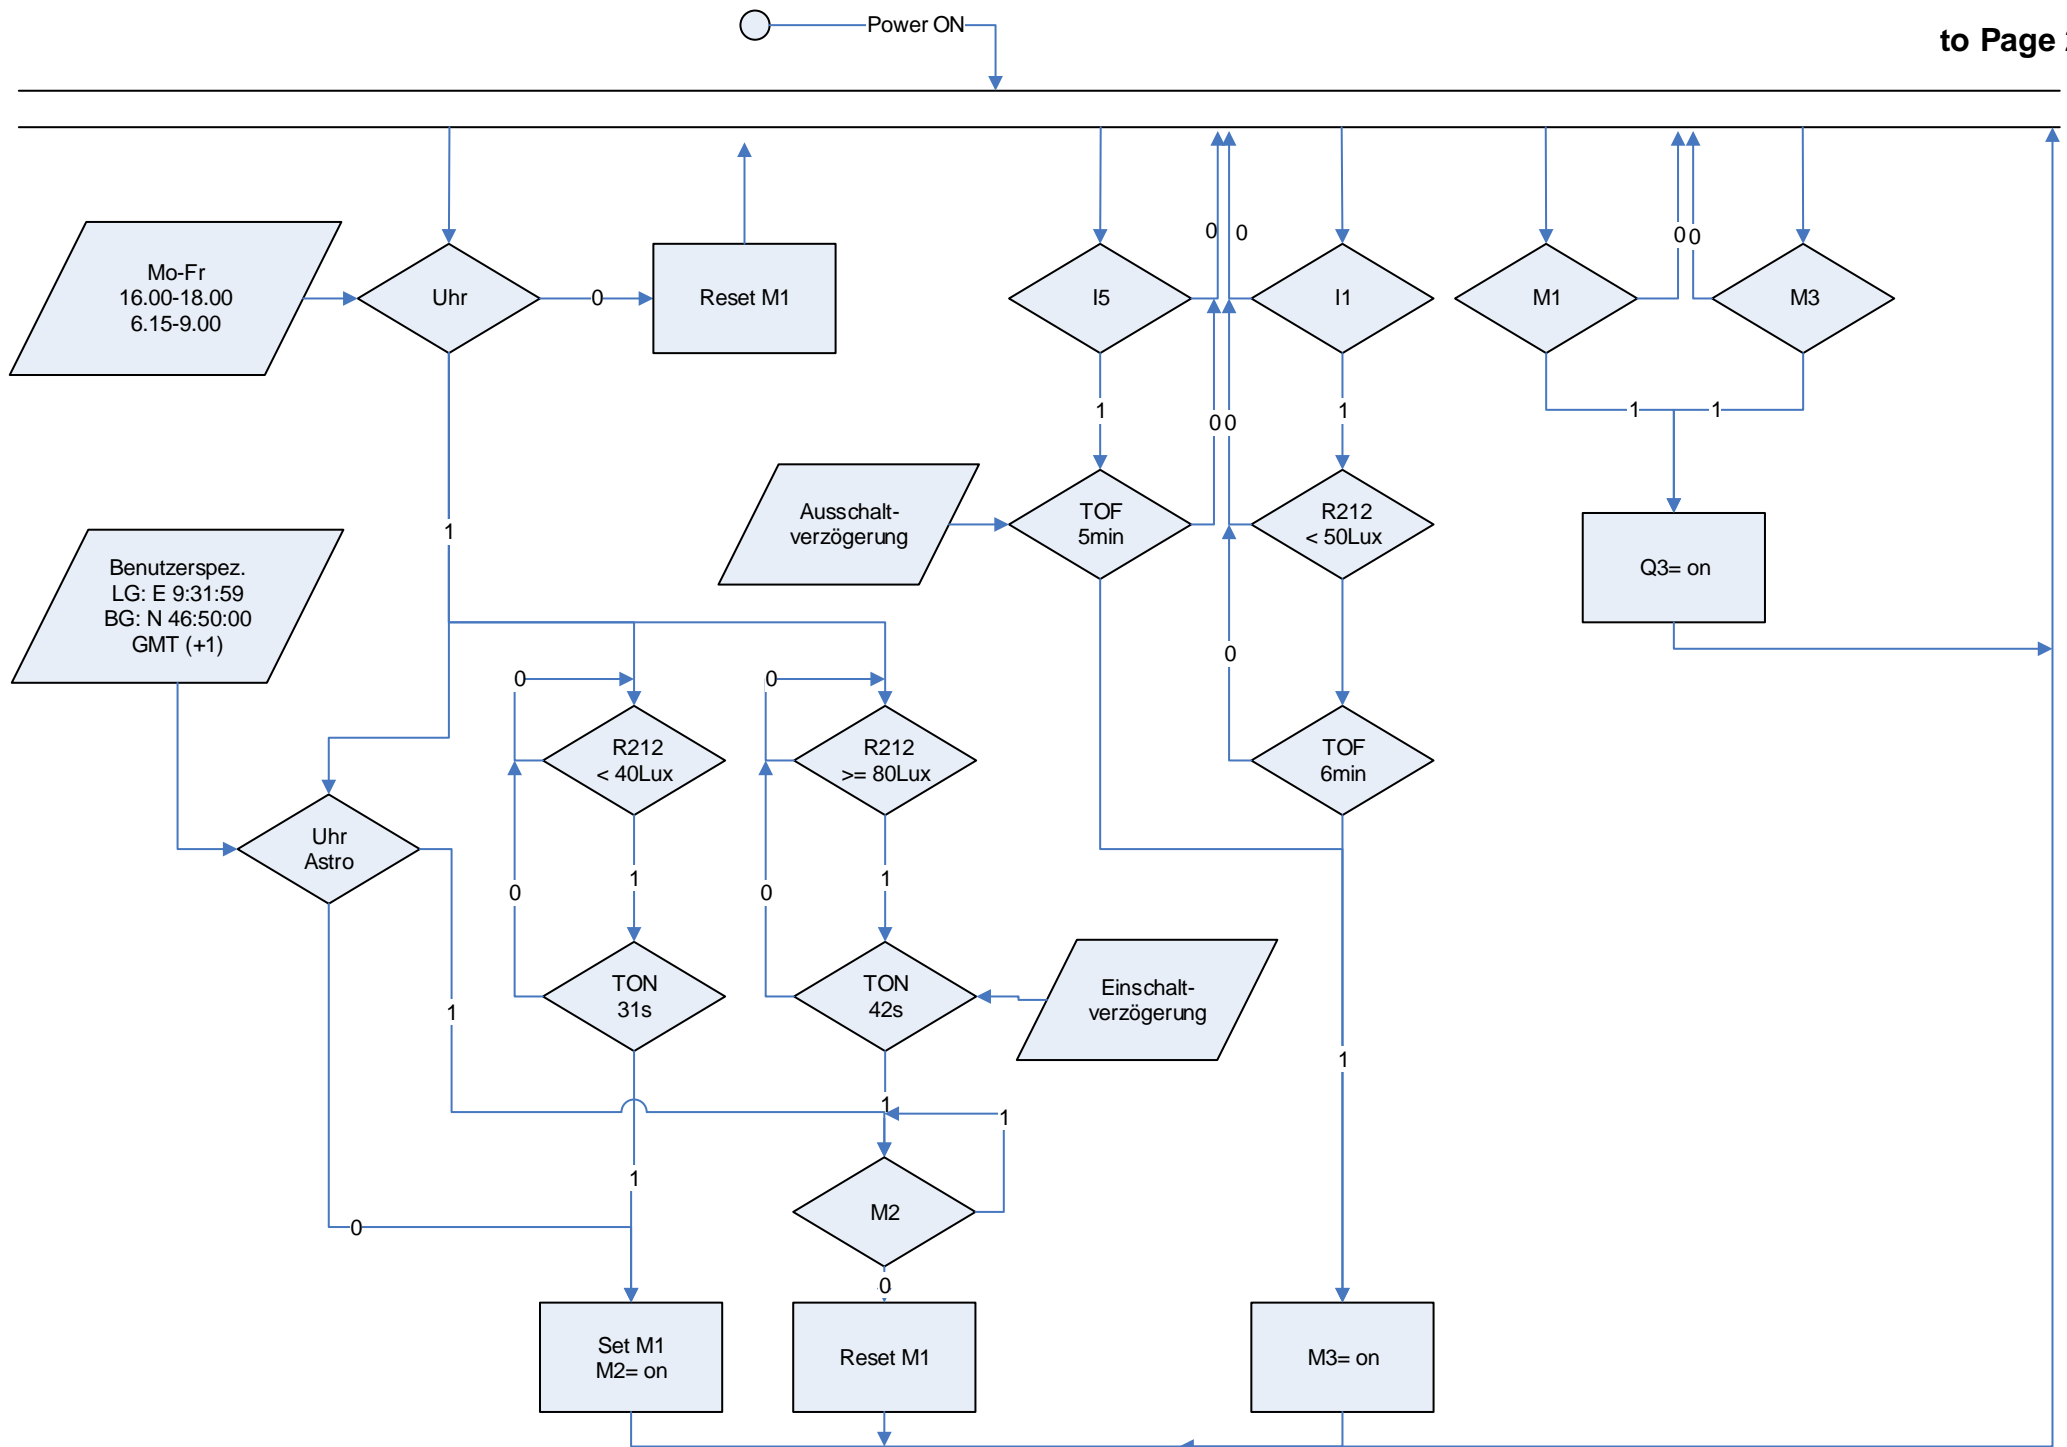 Power ON
to Page
Mo-Fr
16.00-18.00
6.15-9.00
Uhr
0
Reset M1
0
0
I5
I1
0 0
M1
M3
1
1
1
1
0 0
Ausschalt-
verzögerung
TOF
5min
R212
< 50Lux
Q3= on
1
Benutzerspez.
LG: E 9:31:59
BG: N 46:50:00
GMT (+1)
0
0
0
R212
< 40Lux
R212
>= 80Lux
TOF
6min
Uhr
Astro
1
1
0
0
TON
31s
TON
42s
Einschalt-
verzögerung
1
1
1
1
1
M2
0
0
Set M1
M2= on
Reset M1
M3= on